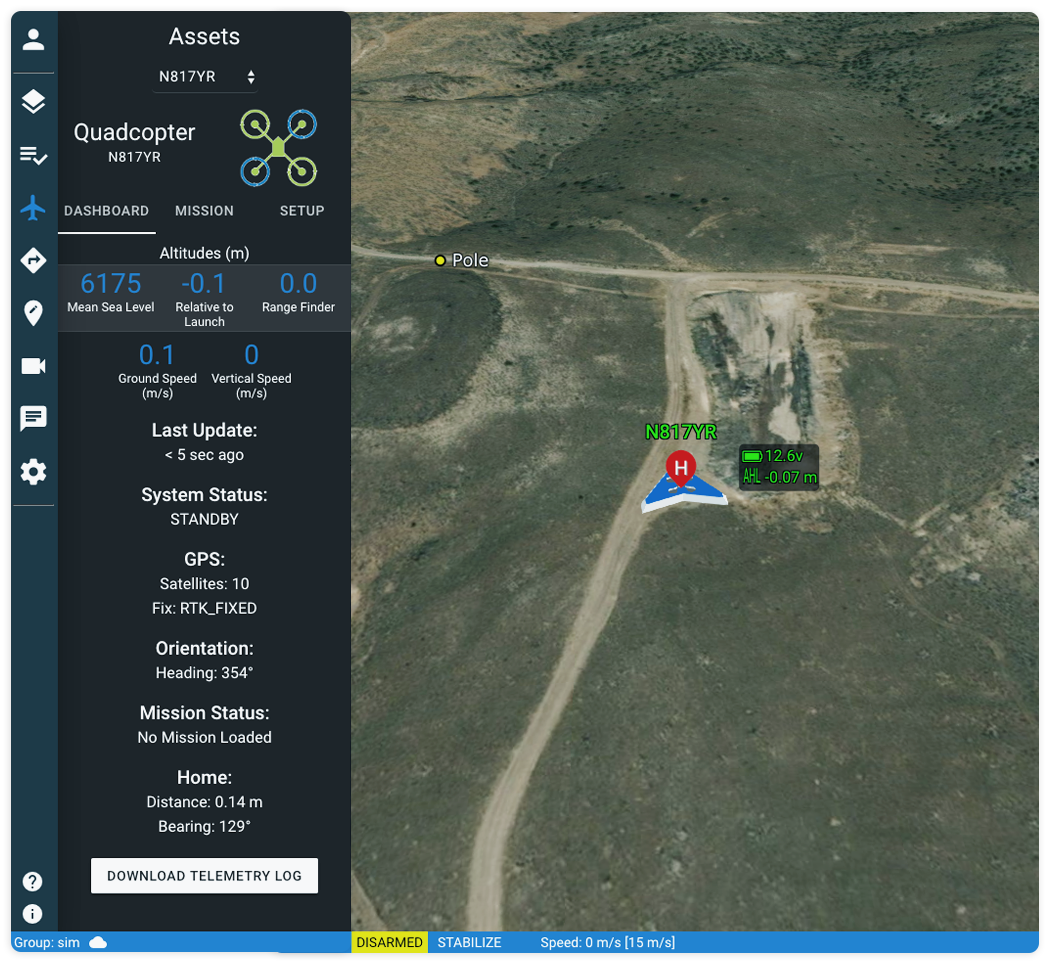 Assets
N817YR
Quadcopter
N817YR
DASHBOARD MISSION SETUP
Altitudes (m)
6175 -0.1 0.0
Mean Sea Level Relative to Launch Range Finder
0.1 0
Ground Speed (m/s) Vertical Speed (m/s)
Last Update:
< 5 sec ago
System Status:
STANDBY
GPS:
Satellites: 10
Fix: RTK_FIXED
Orientation:
Heading: 354°
Mission Status:
No Mission Loaded
Home:
Distance: 0.14 m
Bearing: 129°
DOWNLOAD TELEMETRY LOG
Pole
N817YR
H
12.6v
AHL -0.07 m
Group: sim
DISARMED STABILIZE Speed: 0 m/s [15 m/s]